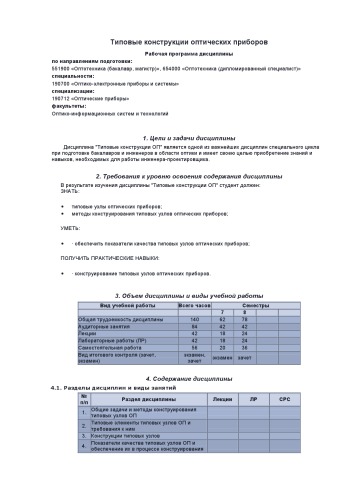 Типовые конструкции оптических приборов
Рабочая программа дисциплины
по направлениям подготовки:
551900 «Оптотехника (бакалавр, магистр)», 654000 «Оптотехника (дипломированный специалист)»
специальности:
190700 «Оптико-электронные приборы и системы»
специализации:
190712 «Оптические приборы»
факультеты:
Оптико-информационных систем и технологий
1. Цели и задачи дисциплины
Дисциплина "Типовые конструкции ОП" является одной из важнейших дисциплин специального цикла
при подготовке бакалавров и инженеров в области оптики и имеет своею целью приобретение знаний и
навыков, необходимых для работы инженера-проектировщика.
2. Требования к уровню освоения содержания дисциплины
В результате изучения дисциплины "Типовые конструкции ОП" студент должен:
ЗНАТЬ:
• типовые узлы оптических приборов;
• методы конструирования типовых узлов оптических приборов;
УМЕТЬ:
• · обеспечить показатели качества типовых узлов оптических приборов;
ПОЛУЧИТЬ ПРАКТИЧЕСКИЕ НАВЫКИ:
• · конструирование типовых узлов оптических приборов.
3. Объем дисциплины и виды учебной работы
Вид учебной работы Всего часов Семестры
7 8
Общая трудоемкость дисциплины 140 62 78
Аудиторные занятия 84 42 42
Лекции 42 18 24
Лабораторные работы (ЛР) 42 18 24
Самостоятельная работа 56 20 36
Вид итогового контроля (зачет, экзамен) экзамен, зачет экзамен зачет
4. Содержание дисциплины
4.1. Разделы дисциплин и виды занятий
№ п/п Раздел дисциплины Лекции ЛР СРС
1. Общие задачи и методы конструирования
типовых узлов ОП
2. Типовые элементы типовых узлов ОП и
требования к ним
3. Конструкции типовых узлов
4. Показатели качества типовых узлов ОП и
обеспечение их в процессе конструирования